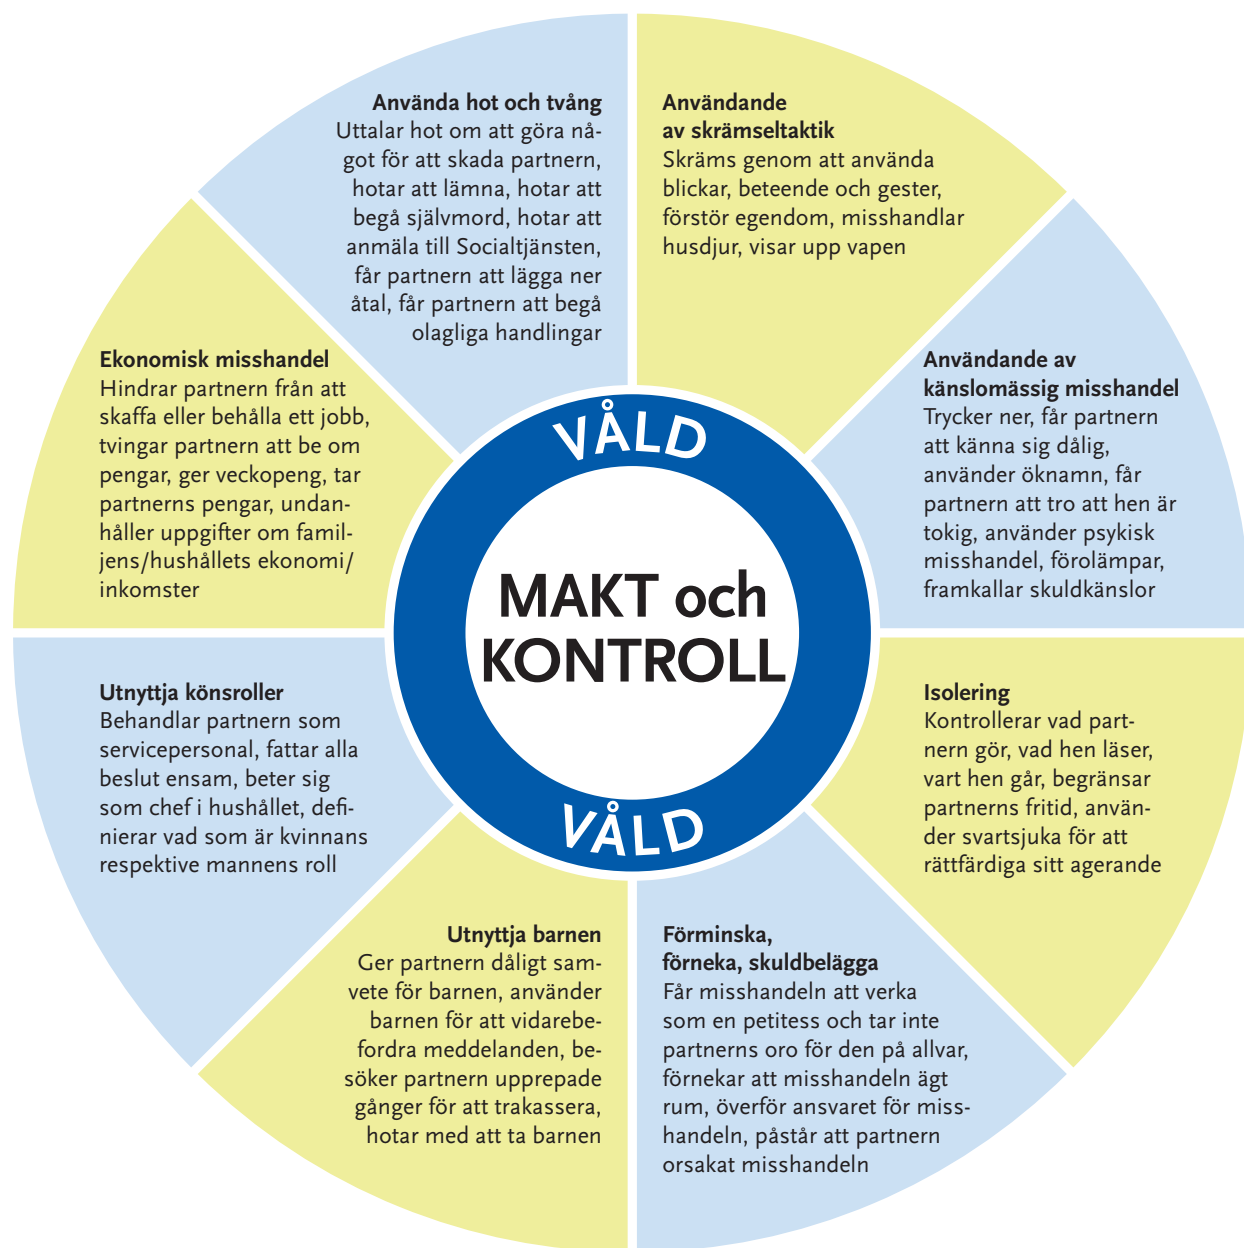 Använda hot och tvång
Uttalar hot om att göra nå-
got för att skada partnern,
hotar att lämna, hotar att
begå självmord, hotar att
anmäla till Socialtjänsten,
får partnern att lägga ner
åtal, får partnern att begå
olagliga handlingar
Användande
av skrämseltaktik
Skräms genom att använda
blickar, beteende och gester,
förstör egendom, misshandlar
husdjur, visar upp vapen
Ekonomisk misshandel
Hindrar partnern från att
skaffa eller behålla ett jobb,
tvingar partnern att be om
pengar, ger veckopeng, tar
partnerns pengar, undan-
håller uppgifter om famil-
jens/hushållets ekonomi/
inkomster
Användande av
känslomässig misshandel
Trycker ner, får partnern
att känna sig dålig,
använder öknamn, får
partnern att tro att hen är
tokig, använder psykisk
misshandel, förolämpar,
framkallar skuldkänslor
VÅLD
MAKT och
KONTROLL
VÅLD
Utnyttja könsroller
Behandlar partnern som
servicepersonal, fattar alla
beslut ensam, beter sig
som chef i hushållet, defi-
nierar vad som är kvinnans
respektive mannens roll
Isolering
Kontrollerar vad part-
nern gör, vad hen läser,
vart hen går, begränsar
partnerns fritid, använ-
der svartsjuka för att
rättfärdiga sitt agerande
Utnyttja barnen
Ger partnern dåligt sam-
vete för barnen, använder
barnen för att vidarebe-
fordra meddelanden, be-
söker partnern upprepade
gånger för att trakassera,
hotar med att ta barnen
Förminska,
förneka, skuldbelägga
Får misshandeln att verka
som en petitess och tar inte
partnerns oro för den på allvar,
förnekar att misshandeln ägt
rum, överför ansvaret för miss-
handeln, påstår att partnern
orsakat misshandeln